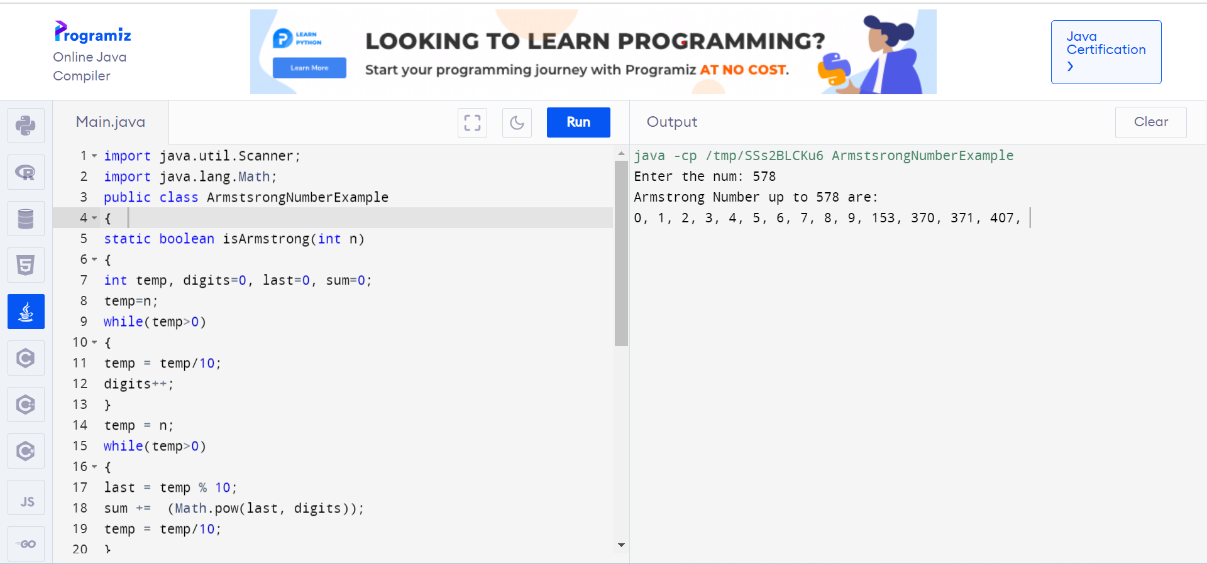 Programiz
Online Java
Compiler
LEARN
PYTHON
Learn More
LOOKING TO LEARN PROGRAMMING?
Start your programming journey with Programiz AT NO COST.
Java
Certification
Main.java
Run
Output
Clear
1 import java.util.Scanner;
2 import java.lang.Math;
3 public class ArmstsrongNumberExample
4 {
5 static boolean isArmstrong(int n)
6 {
7 int temp, digits=0, last=0, sum=0;
8 temp=n;
9 while(temp>0)
10 {
11 temp = temp/10;
12 digits++;
13 }
14 temp = n;
15 while(temp>0)
16 {
17 last = temp % 10;
18 sum += (Math.pow(last, digits));
19 temp = temp/10;
20 }
java -cp /tmp/SSs2BLCKu6 ArmstsrongNumberExample
Enter the num: 578
Armstrong Number up to 578 are:
0, 1, 2, 3, 4, 5, 6, 7, 8, 9, 153, 370, 371, 407,
R
5
C
C
C
JS
GO